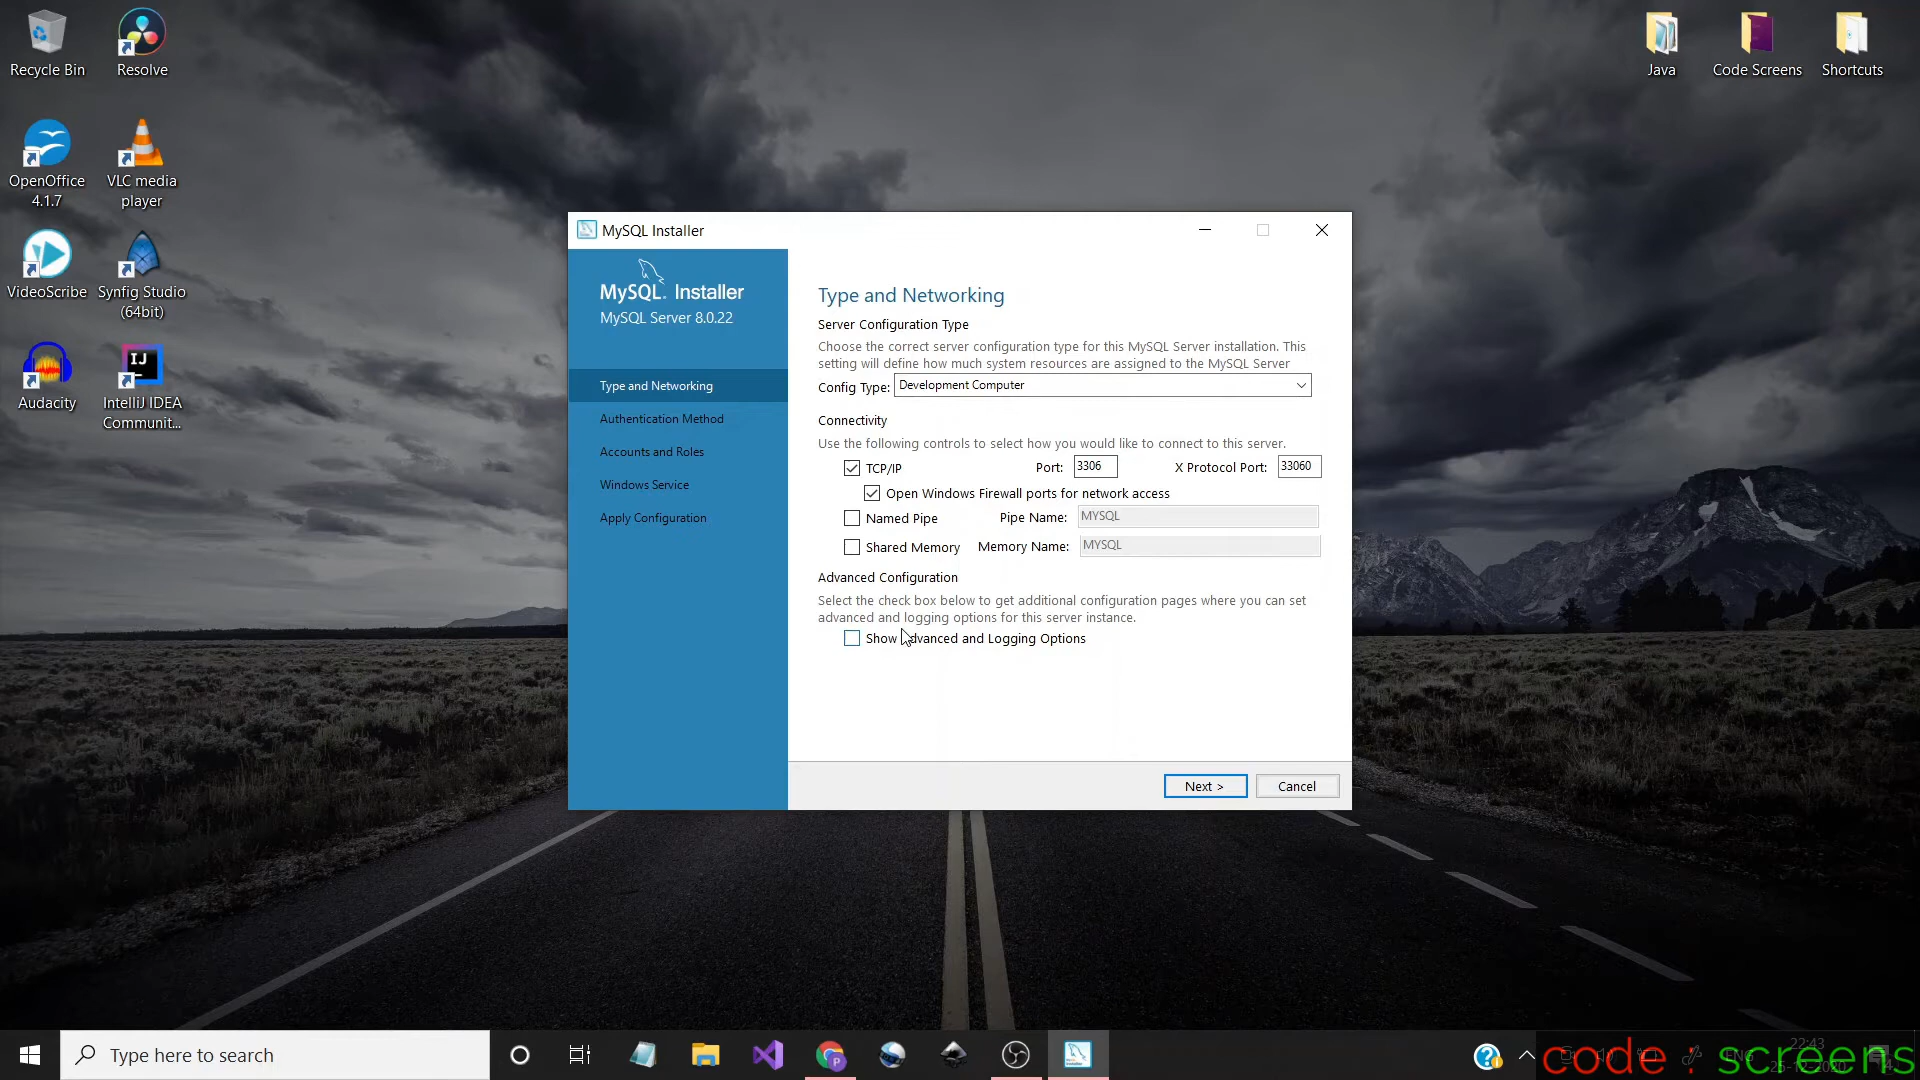 Recycle Bin
Resolve
Java
Code Screens
Shortcuts
OpenOffice
4.1.7
VLC media
player
VideoScribe
Synfig Studio
(64bit)
Audacity
IJ
IntelliJ IDEA
Communit...
MySQL Installer
MySQL. Installer
MySQL Server 8.0.22
Type and Networking
Authentication Method
Accounts and Roles
Windows Service
Apply Configuration
Type and Networking
Server Configuration Type
Choose the correct server configuration type for this MySQL Server installation. This
setting will define how much system resources are assigned to the MySQL Server
Config Type: Development Computer
Connectivity
Use the following controls to select how you would like to connect to this server.
TCP/IP Port: 3306 X Protocol Port: 33060
Open Windows Firewall ports for network access
Named Pipe Pipe Name: MYSQL
Shared Memory Memory Name: MYSQL
Advanced Configuration
Select the check box below to get additional configuration pages where you can set
advanced and logging options for this server instance.
Show Advanced and Logging Options
Next >
Cancel
Type here to search
P
ENG
22:43
25-12-2020
code : screens